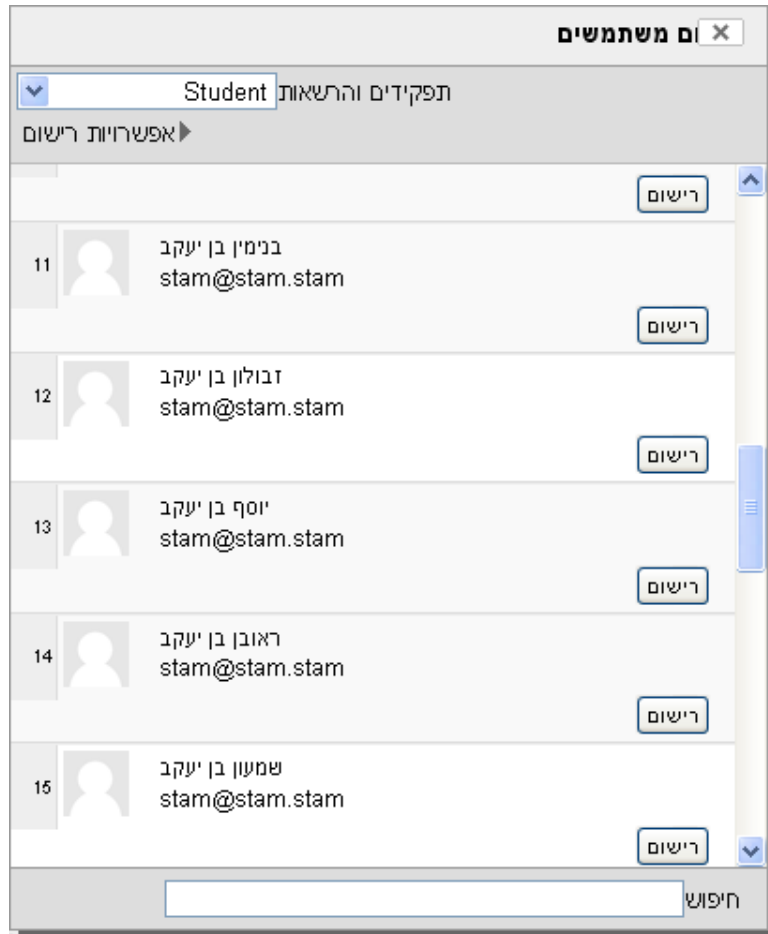 ום משתמשים
תפקידים והרשאות Student
אפשרויות רישום
רישום
11
בנימין בן יעקב
stam@stam.stam
רישום
12
זבולון בן יעקב
stam@stam.stam
רישום
13
יוסף בן יעקב
stam@stam.stam
רישום
14
ראובן בן יעקב
stam@stam.stam
רישום
15
שמעון בן יעקב
stam@stam.stam
רישום
חיפוש